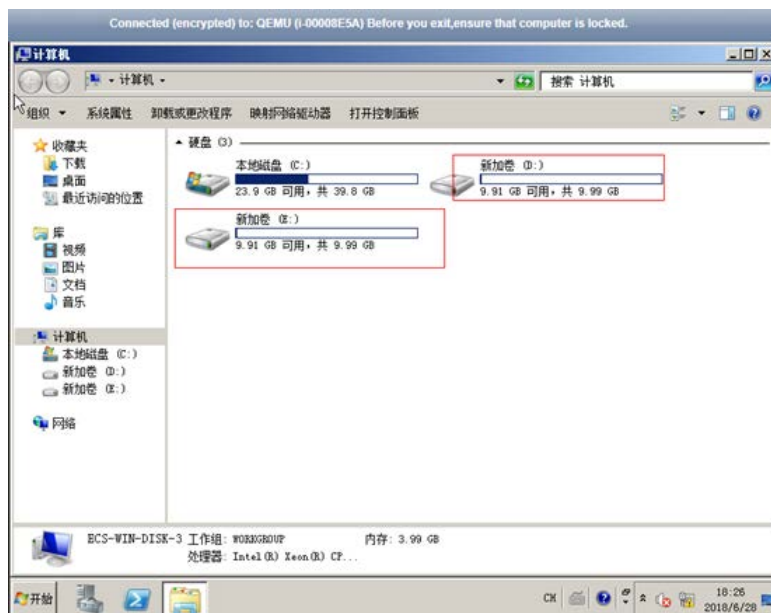 Connected (encrypted) to: QEMU (i-00008E5A) Before you exit,ensure that computer is locked.
计算机
计算机
搜索 计算机
组织 系统属性 卸载或更改程序 映射网络驱动器 打开控制面板
收藏夹
下载
桌面
最近访问的位置
库
视频
图片
文档
音乐
计算机
本地磁盘 (C:)
新加卷 (D:)
新加卷 (E:)
网络
硬盘 (3)
本地磁盘 (C:)
23.9 GB 可用，共 39.8 GB
新加卷 (D:)
9.91 GB 可用，共 9.99 GB
新加卷 (E:)
9.91 GB 可用，共 9.99 GB
ECS-WIN-DISK-3 工作组: WORKGROUP 内存: 3.99 GB
处理器: Intel(R) Xeon(R) CP...
开始
CH
18:26
2018/6/28